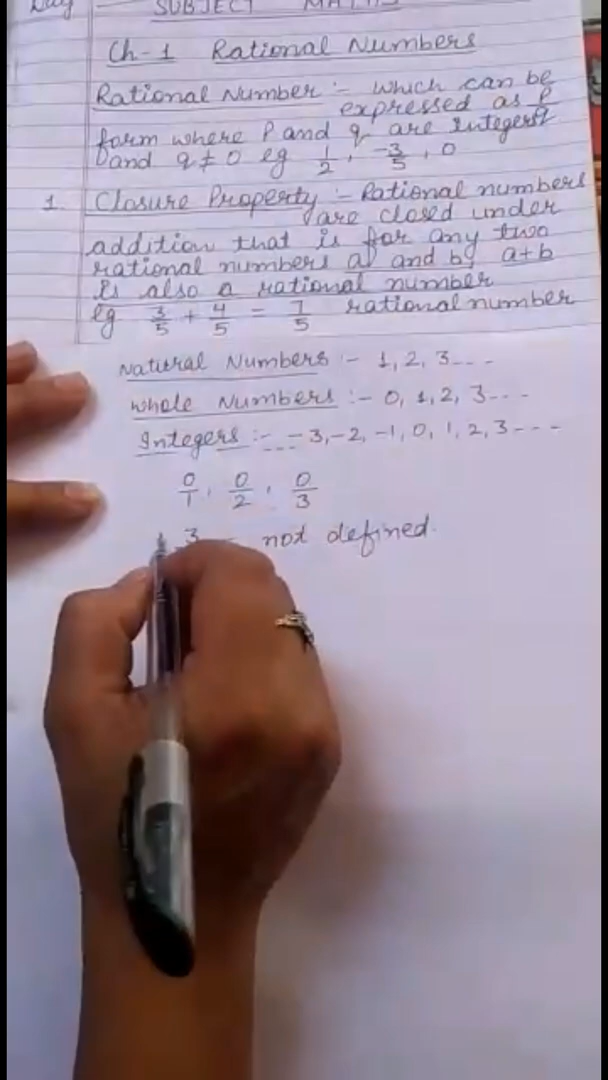 Day SUBJECT MATHS
Ch-1 Rational Numbers
Rational Number :- which can be
expressed as P/q
form where P and q are Integers
and q ≠ 0 eg 1/2, -3/5, 0
1. Closure Property :- Rational numbers
are closed under
addition that is for any two
rational numbers a and b, a+b
is also a rational number
eg 3/5 + 4/5 = 7/5 rational number
Natural Numbers :- 1, 2, 3...
Whole Numbers :- 0, 1, 2, 3...
Integers :- ... -3, -2, -1, 0, 1, 2, 3 ---
0/1, 0/2, 0/3
3 = not defined.